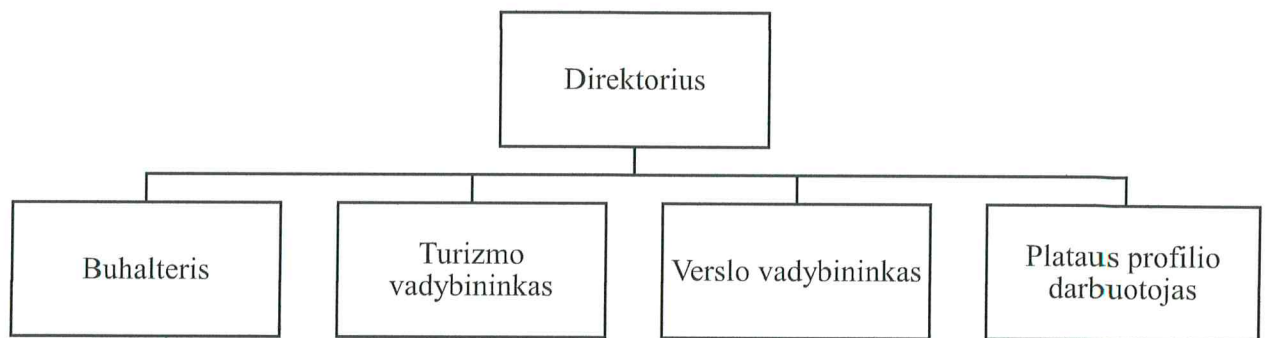 Direktorius
Buhalteris
Turizmo
vadybininkas
Verslo vadybininkas
Plataus profilio
darbuotojas